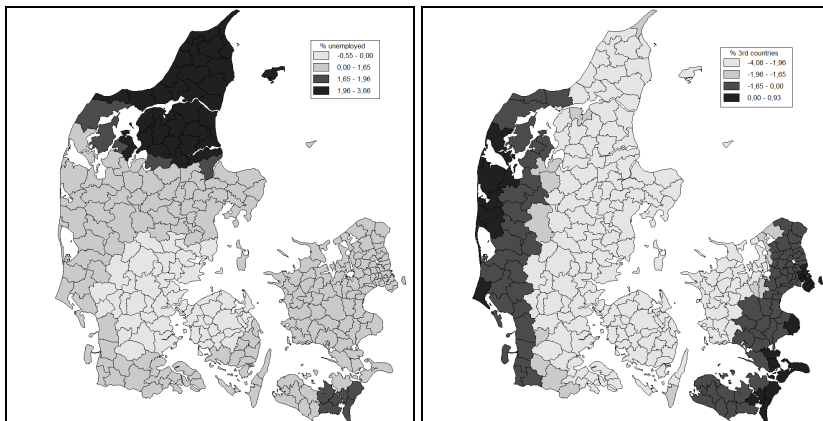 % unemployed
-0,55 - 0,00
0,00 - 1,65
1,65 - 1,96
1,96 - 3,66
% 3rd countries
-4,08 - -1,96
-1,96 - -1,65
-1,65 - 0,00
0,00 - 0,93